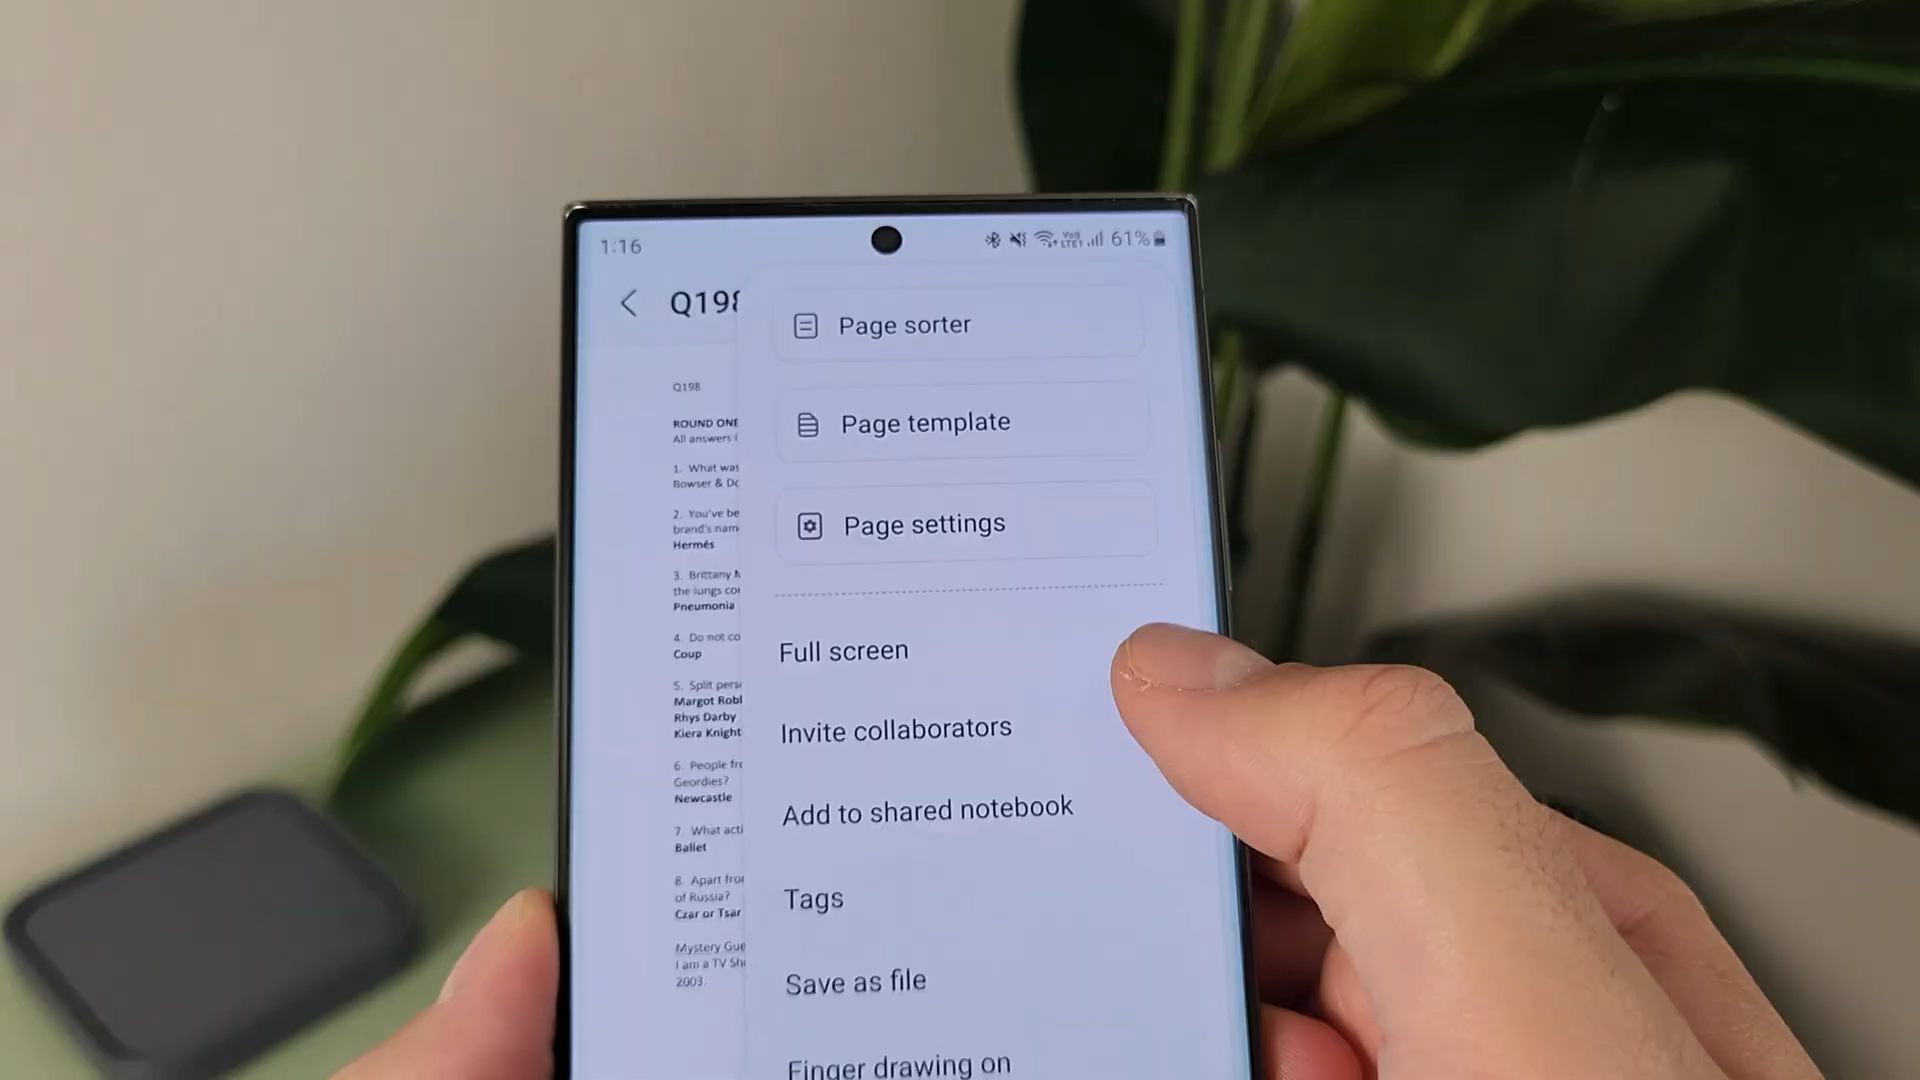 1:16
Vo)) LTE1 61%
Q198
Page sorter
Page template
Page settings
Full screen
Invite collaborators
Add to shared notebook
Tags
Save as file
Finger drawing on
Q198
ROUND ONE
All answers
1. What was
Bowser &
2. You've be
brand's nam
Hermés
3. Brittany
the lungs co
Pneumonia
4. Do not co
Coup
5. Split pers
Margot Robl
Rhys Darby
Kiera Knight
6. People fr
Geordies?
Newcastle
7. What acti
Ballet
8. Apart fro
of Russia?
Czar or Tsar
Mystery Gue
I am a TV Sh
2003.